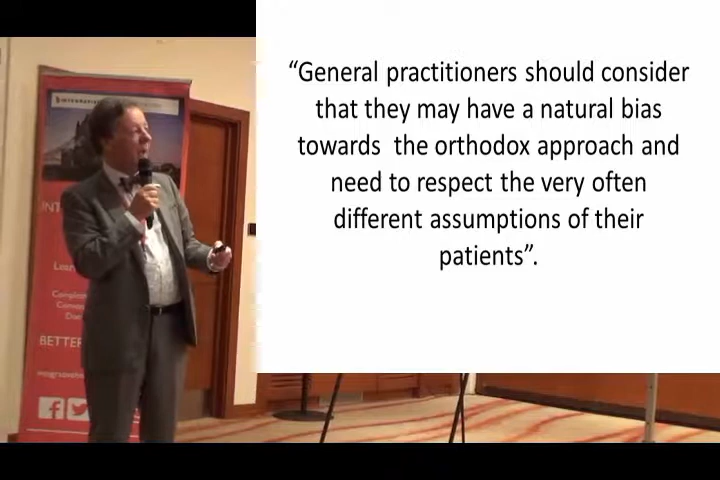 “General practitioners should consider
that they may have a natural bias
towards  the orthodox approach and
need to respect the very often
different assumptions of their
patients”.
BETTER